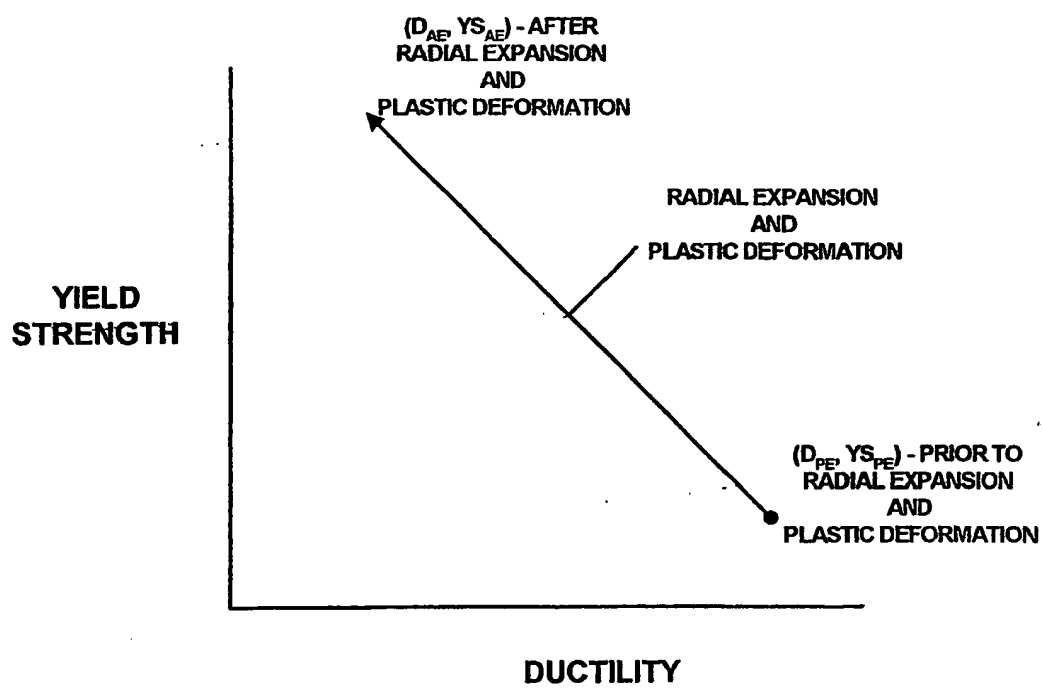 (D_AE, YS_AE) - AFTER
RADIAL EXPANSION
AND
PLASTIC DEFORMATION
RADIAL EXPANSION
AND
PLASTIC DEFORMATION
YIELD
STRENGTH
(D_PE, YS_PE) - PRIOR TO
RADIAL EXPANSION
AND
PLASTIC DEFORMATION
DUCTILITY